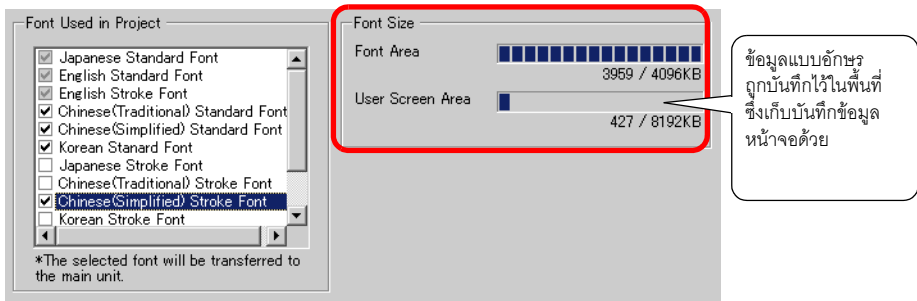 Font Used in Project
Japanese Standard Font
English Standard Font
English Stroke Font
Chinese(Traditional) Standard Font
Chinese(Simplified) Standard Font
Korean Stanard Font
Japanese Stroke Font
Chinese(Traditional) Stroke Font
Chinese(Simplified) Stroke Font
Korean Stroke Font
*The selected font will be transferred to
the main unit.
Font Size
Font Area
3959 / 4096KB
User Screen Area
427 / 8192KB
ข้อมูลแบบอักษร
ถูกบันทึกไว้ในพื้นที่
ซึ่งเก็บบันทึกข้อมูล
หน้าจอด้วย